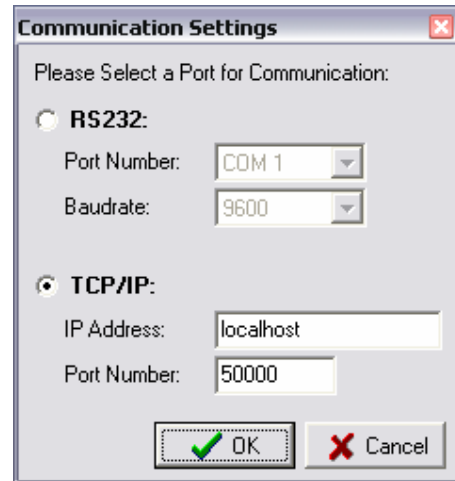 Communication Settings
Please Select a Port for Communication:
RS232:
Port Number: COM 1
Baudrate: 9600
TCP/IP:
IP Address: localhost
Port Number: 50000
OK Cancel